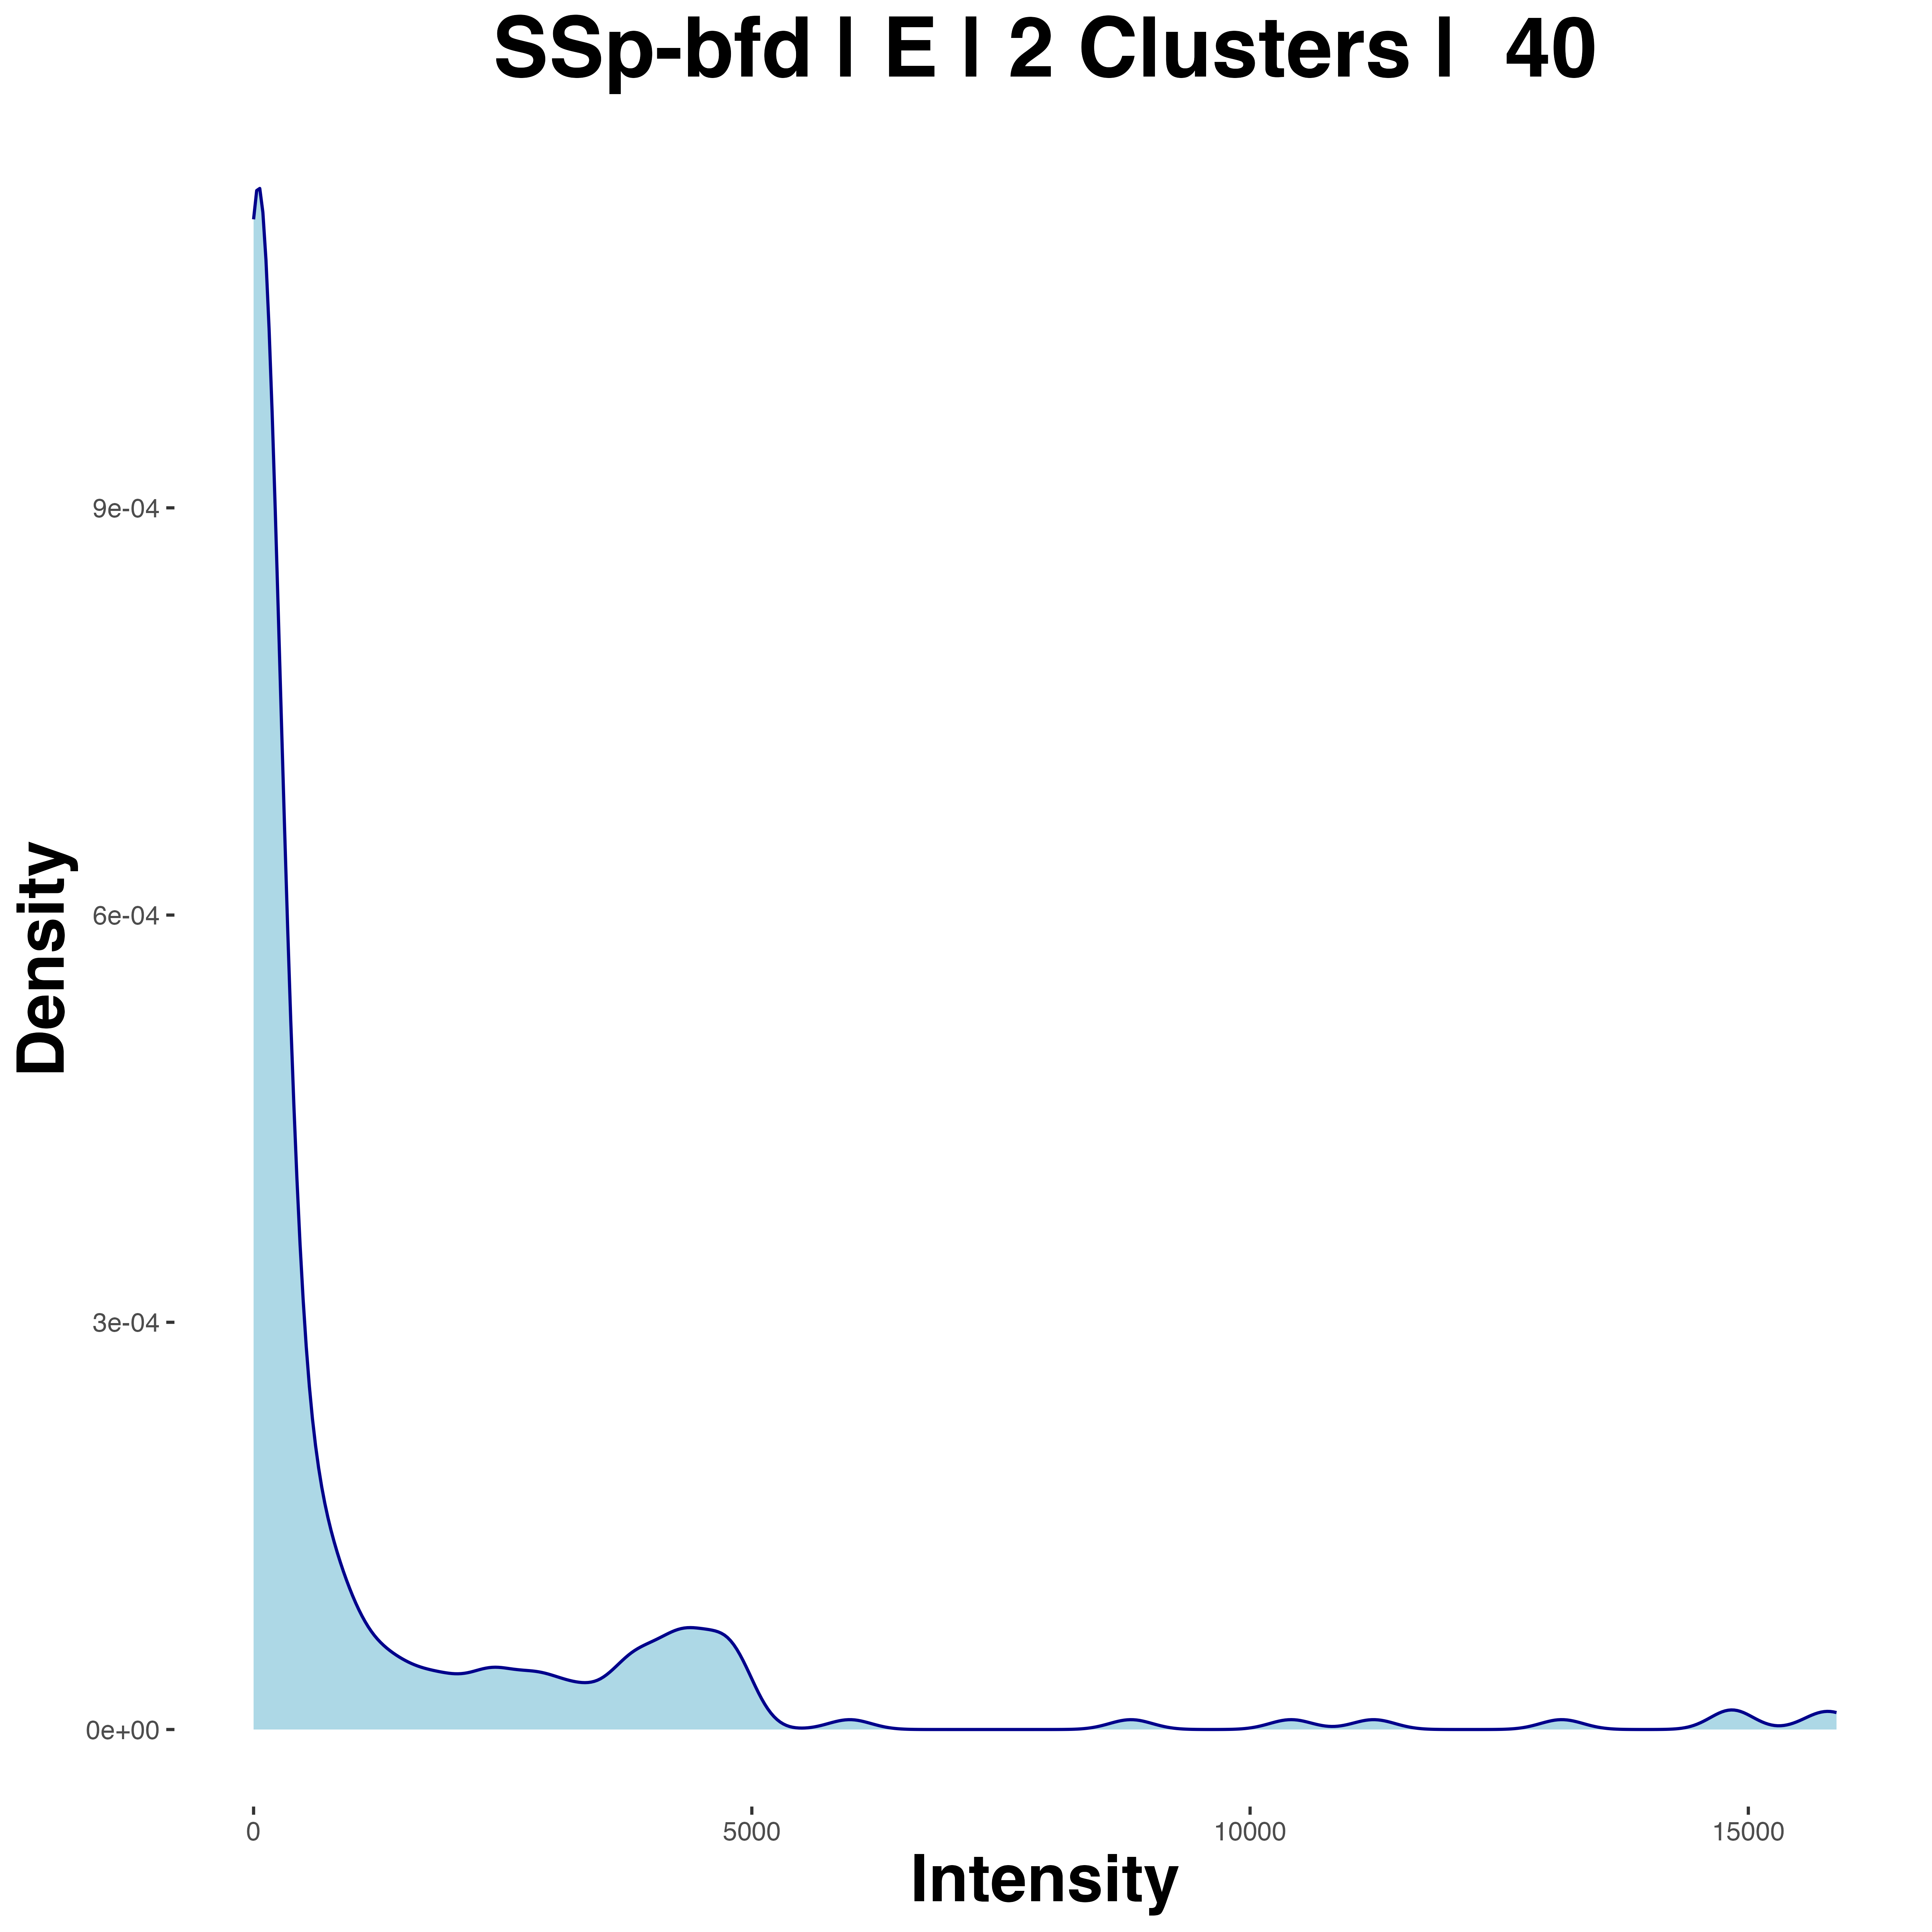 SSp-bfd | E | 2 Clusters | 40
Density
9e-04
6e-04
3e-04
0e+00
0
5000
10000
15000
Intensity